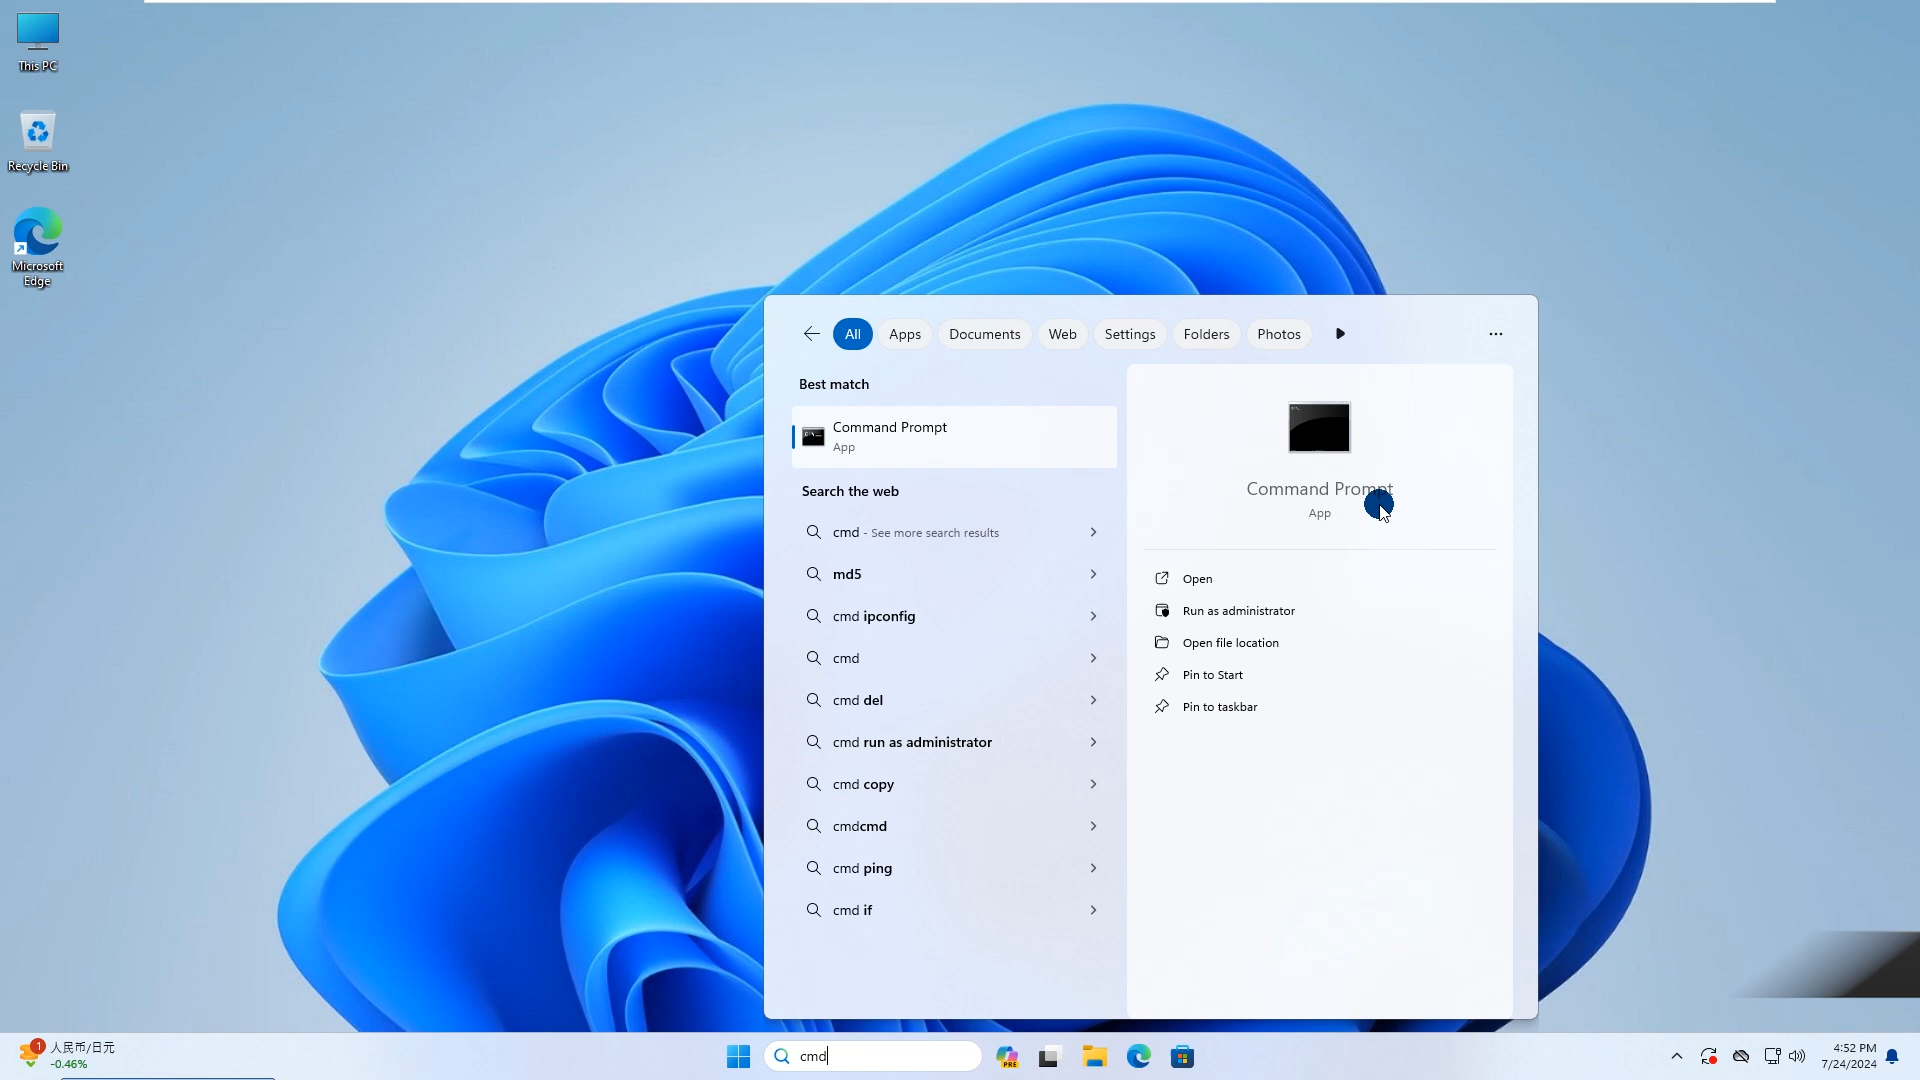 This PC
Recycle Bin
Microsoft
Edge
All
Apps
Documents
Web
Settings
Folders
Photos
Best match
Command Prompt
App
Search the web
cmd - See more search results
md5
cmd ipconfig
cmd
cmd del
cmd run as administrator
cmd copy
cmdcmd
cmd ping
cmd if
Command Prompt
App
Open
Run as administrator
Open file location
Pin to Start
Pin to taskbar
1
人民币/日元
-0.46%
cmd
PRE
4:52 PM
7/24/2024